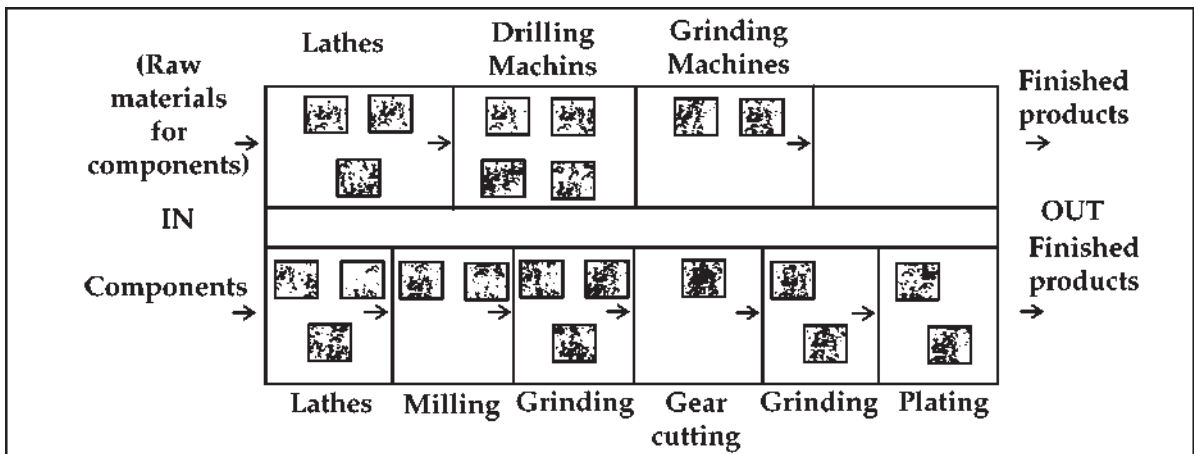 Lathes
Drilling
Machins
Grinding
Machines
(Raw
materials
for
components)
Finished
products
IN
OUT
Components
Finished
products
Lathes
Milling
Grinding
Gear
cutting
Grinding
Plating